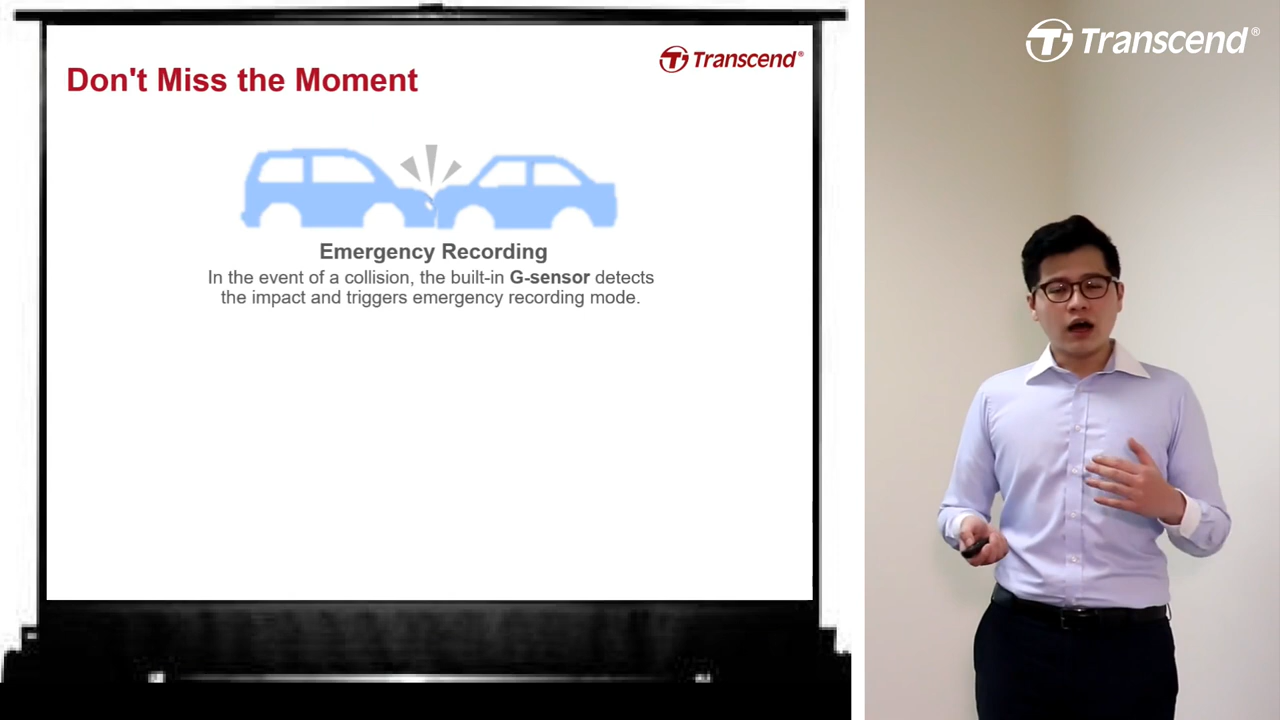 Don't Miss the Moment
Transcend®
Transcend®
Emergency Recording
In the event of a collision, the built-in G-sensor detects
the impact and triggers emergency recording mode.